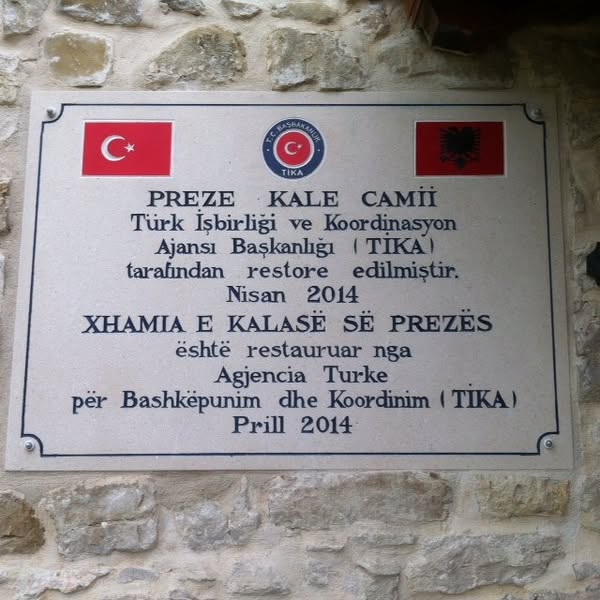 T.C. BAŞBAKANLIK
TİKA
PREZE KALE CAMİİ
Türk İşbirliği ve Koordinasyon
Ajansı Başkanlığı (TİKA)
tarafından restore edilmiştir.
Nisan 2014
XHAMIA E KALASË SË PREZËS
është restauruar nga
Agjencia Turke
për Bashkëpunim dhe Koordinim (TİKA)
Prill 2014